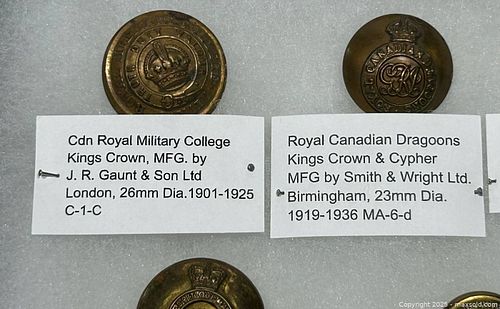 Cdn Royal Military College
Kings Crown, MFG. by
J. R. Gaunt & Son Ltd
London, 26mm Dia.1901-1925
C-1-C
Royal Canadian Dragoons
Kings Crown & Cypher
MFG by Smith & Wright Ltd.
Birmingham, 23mm Dia.
1919-1936 MA-6-d
Copyright 2025 - maxsold.com